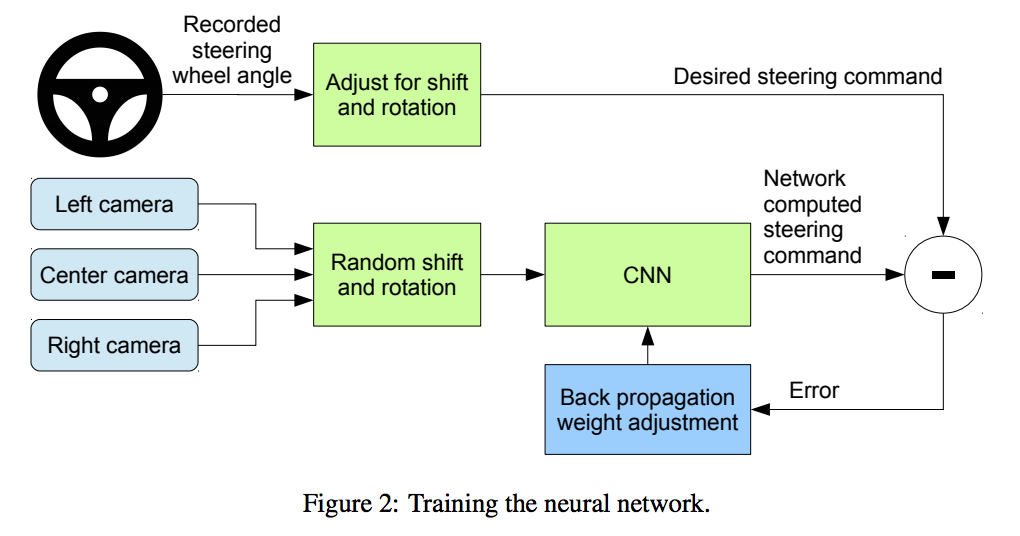 Recorded
steering
wheel angle
Adjust for shift
and rotation
Desired steering command
Left camera
Center camera
Right camera
Random shift
and rotation
CNN
Network
computed
steering
command
-
Back propagation
weight adjustment
Error
Figure 2: Training the neural network.